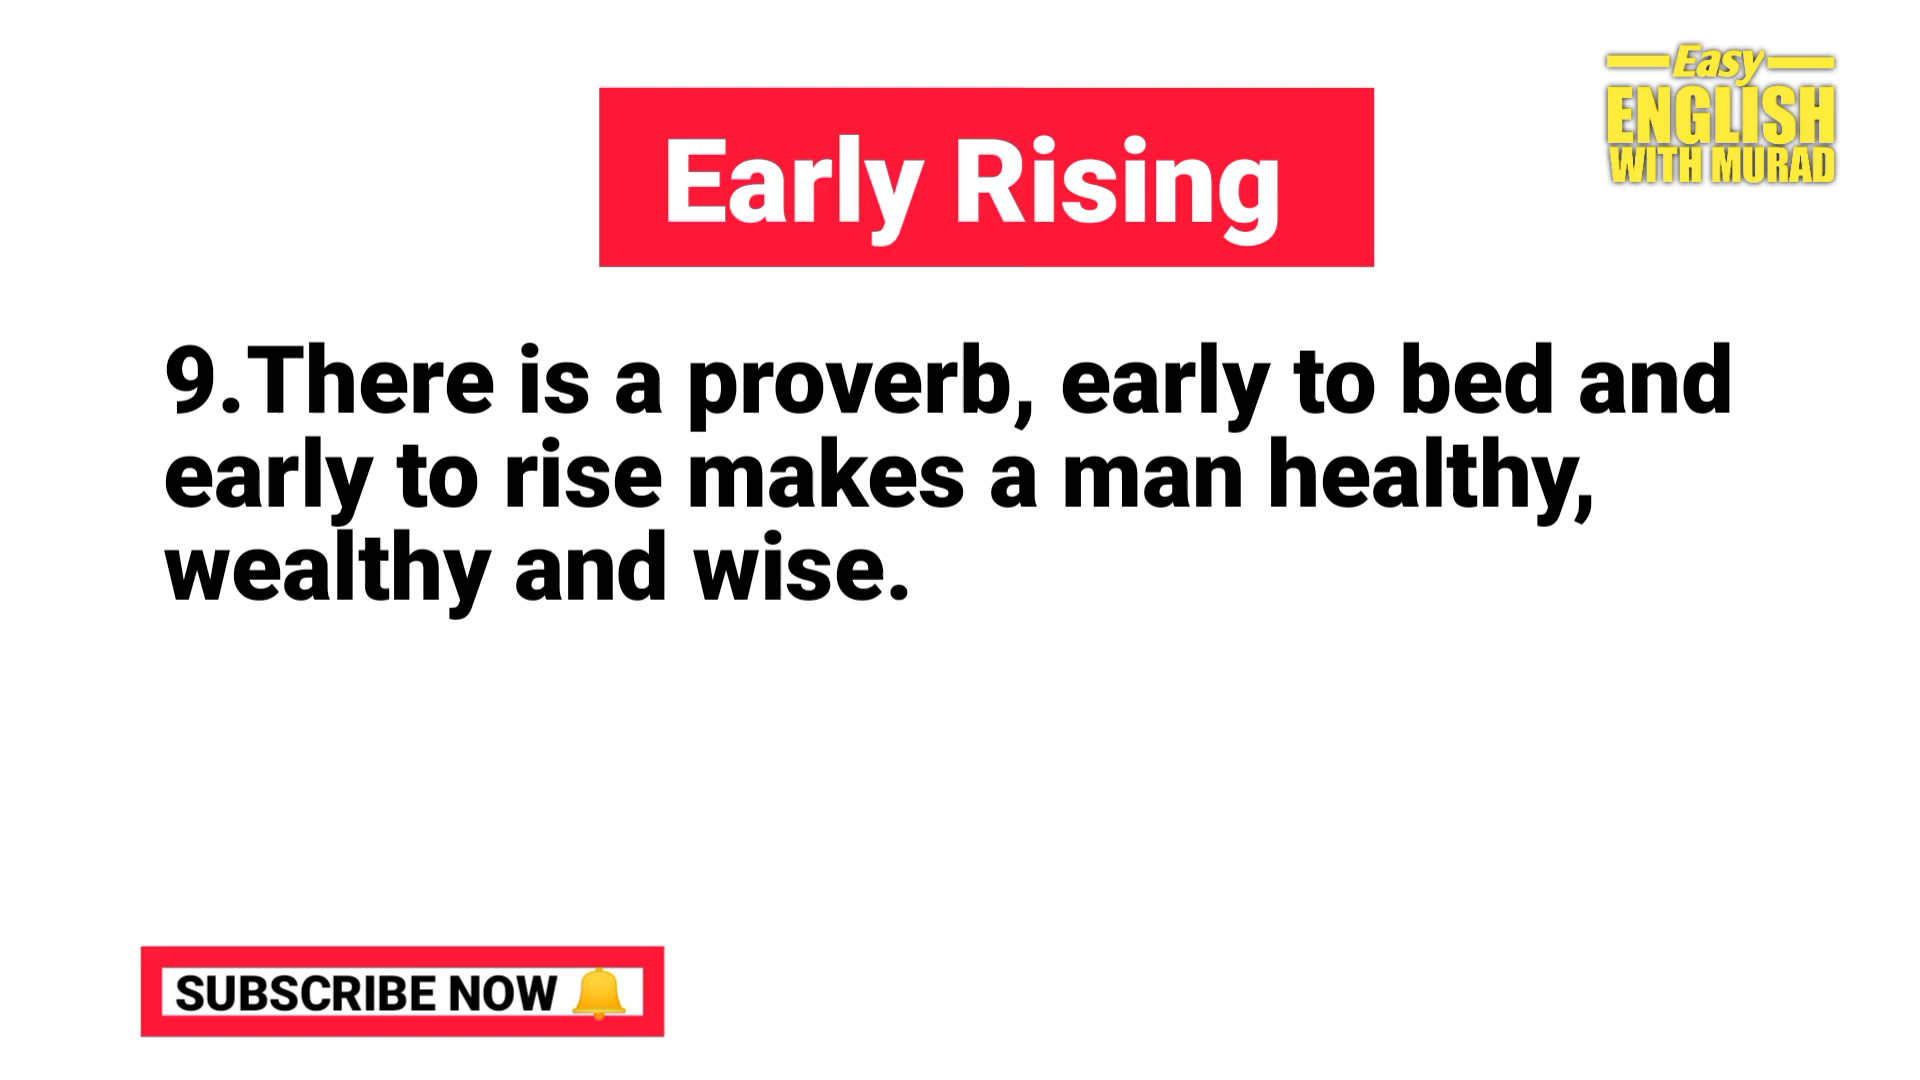 Easy
ENGLISH
WITH MURAD
Early Rising
9.There is a proverb, early to bed and
early to rise makes a man healthy,
wealthy and wise.
SUBSCRIBE NOW 🔔